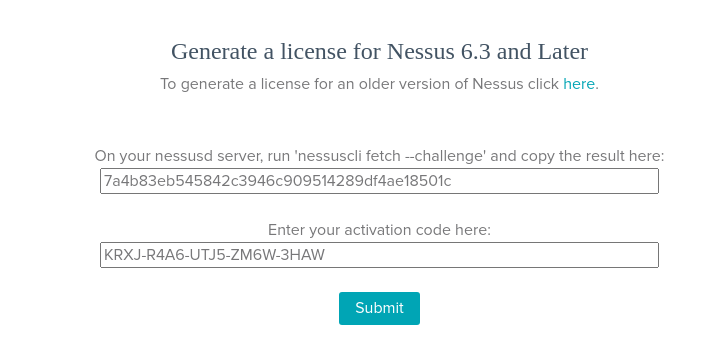 Generate a license for Nessus 6.3 and Later
To generate a license for an older version of Nessus click here.
On your nessusd server, run 'nessuscli fetch --challenge' and copy the result here:
7a4b83eb545842c3946c909514289df4ae18501c
Enter your activation code here:
KRXJ-R4A6-UTJ5-ZM6W-3HAW
Submit